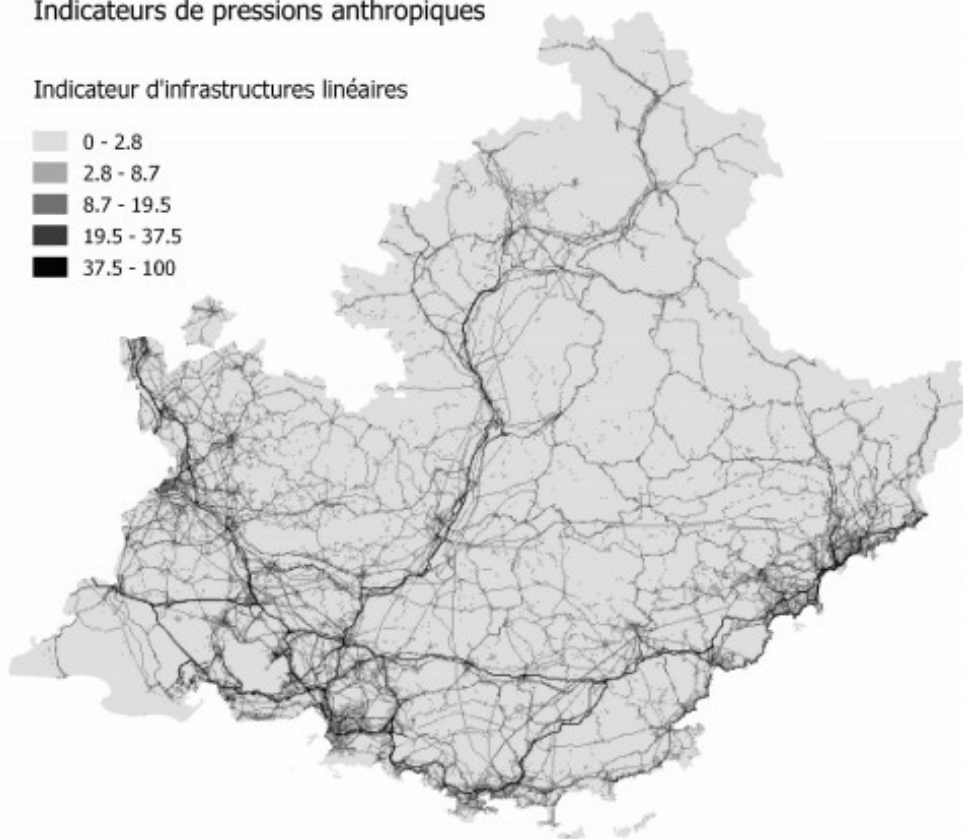 Indicateurs de pressions anthropiques
Indicateur d'infrastructures linéaires
0 - 2.8
2.8 - 8.7
8.7 - 19.5
19.5 - 37.5
37.5 - 100